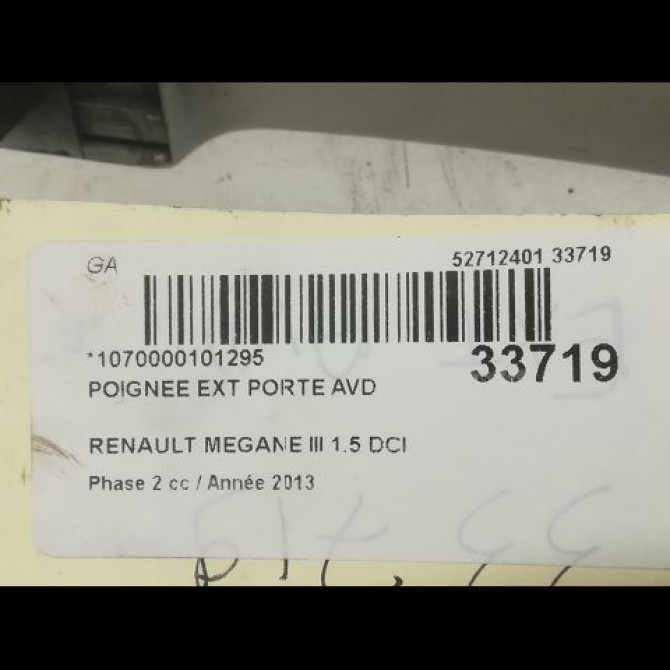 GA
52712401 33719
*1070000101295
33719
POIGNEE EXT PORTE AVD
RENAULT MEGANE III 1.5 DCI
Phase 2 cc / Année 2013